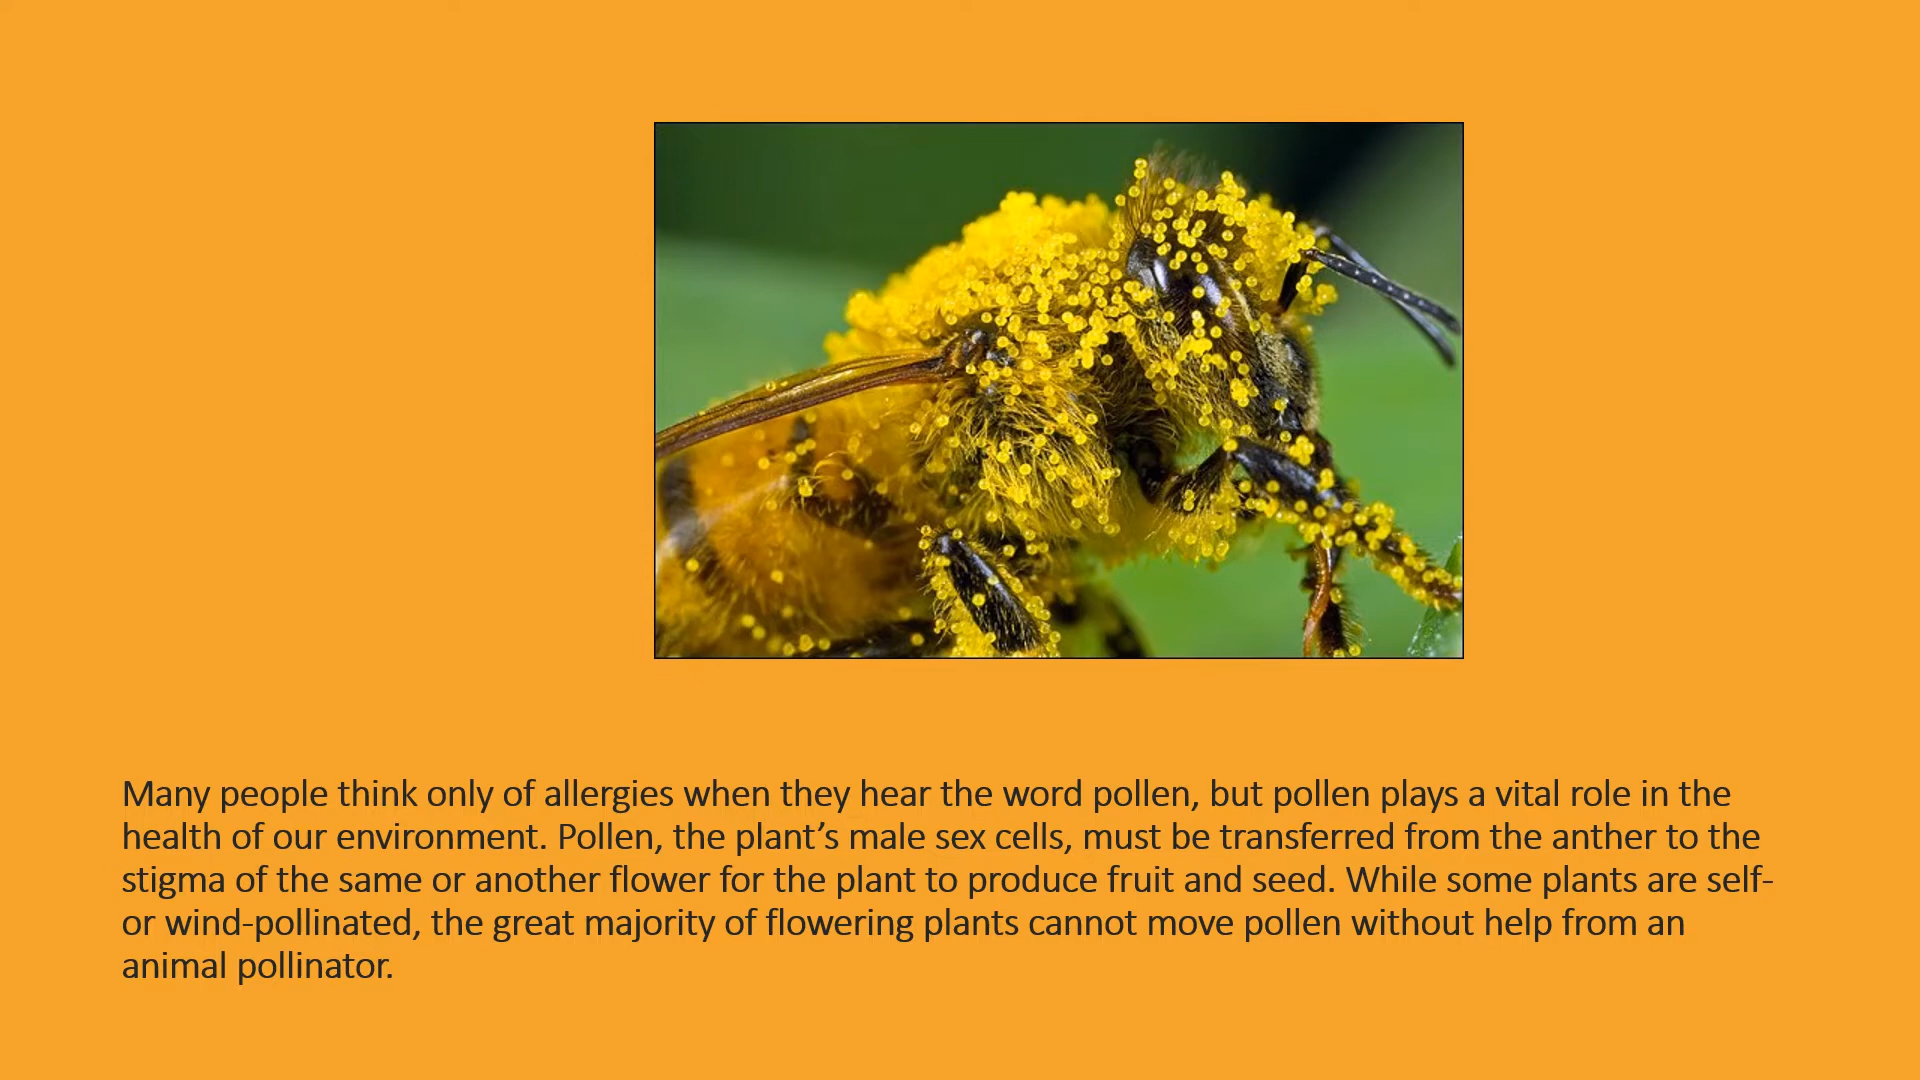 Many people think only of allergies when they hear the word pollen, but pollen plays a vital role in the
health of our environment. Pollen, the plant’s male sex cells, must be transferred from the anther to the
stigma of the same or another flower for the plant to produce fruit and seed. While some plants are self-
or wind-pollinated, the great majority of flowering plants cannot move pollen without help from an
animal pollinator.